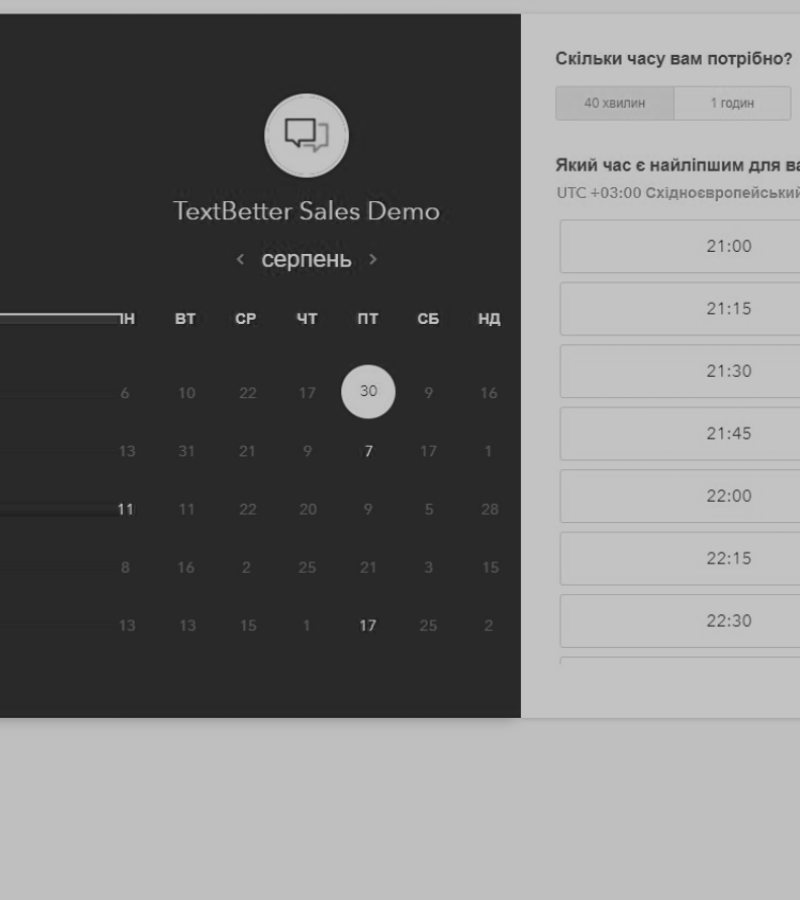 TextBetter Sales Demo
‹ серпень ›
ПН ВТ СР ЧТ ПТ СБ НД
6 10 22 17 30 9 16
13 31 21 9 7 17 1
11 11 22 20 9 5 28
8 16 2 25 21 3 15
13 13 15 1 17 25 2
Скільки часу вам потрібно?
40 хвилин 1 годин
Який час є найліпшим для ва
UTC +03:00 Східноєвропейський
21:00
21:15
21:30
21:45
22:00
22:15
22:30